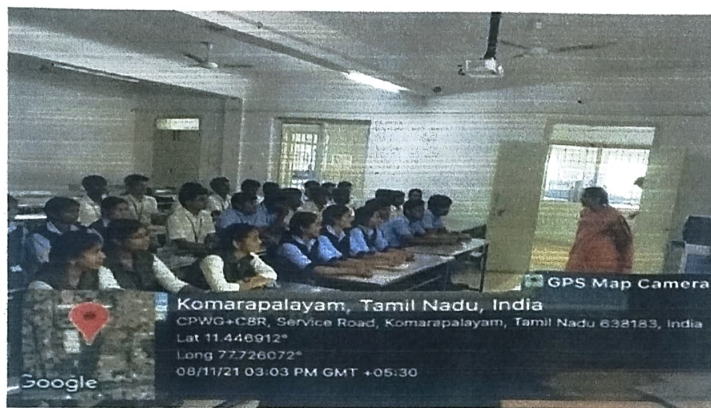 GPS Map Camera
Komarapalayam, Tamil Nadu, India
CPWG+C8R, Service Road, Komarapalayam, Tamil Nadu 638183, India
Lat 11.446912°
Long 77.726072°
08/11/21 03:03 PM GMT +05:30
Google